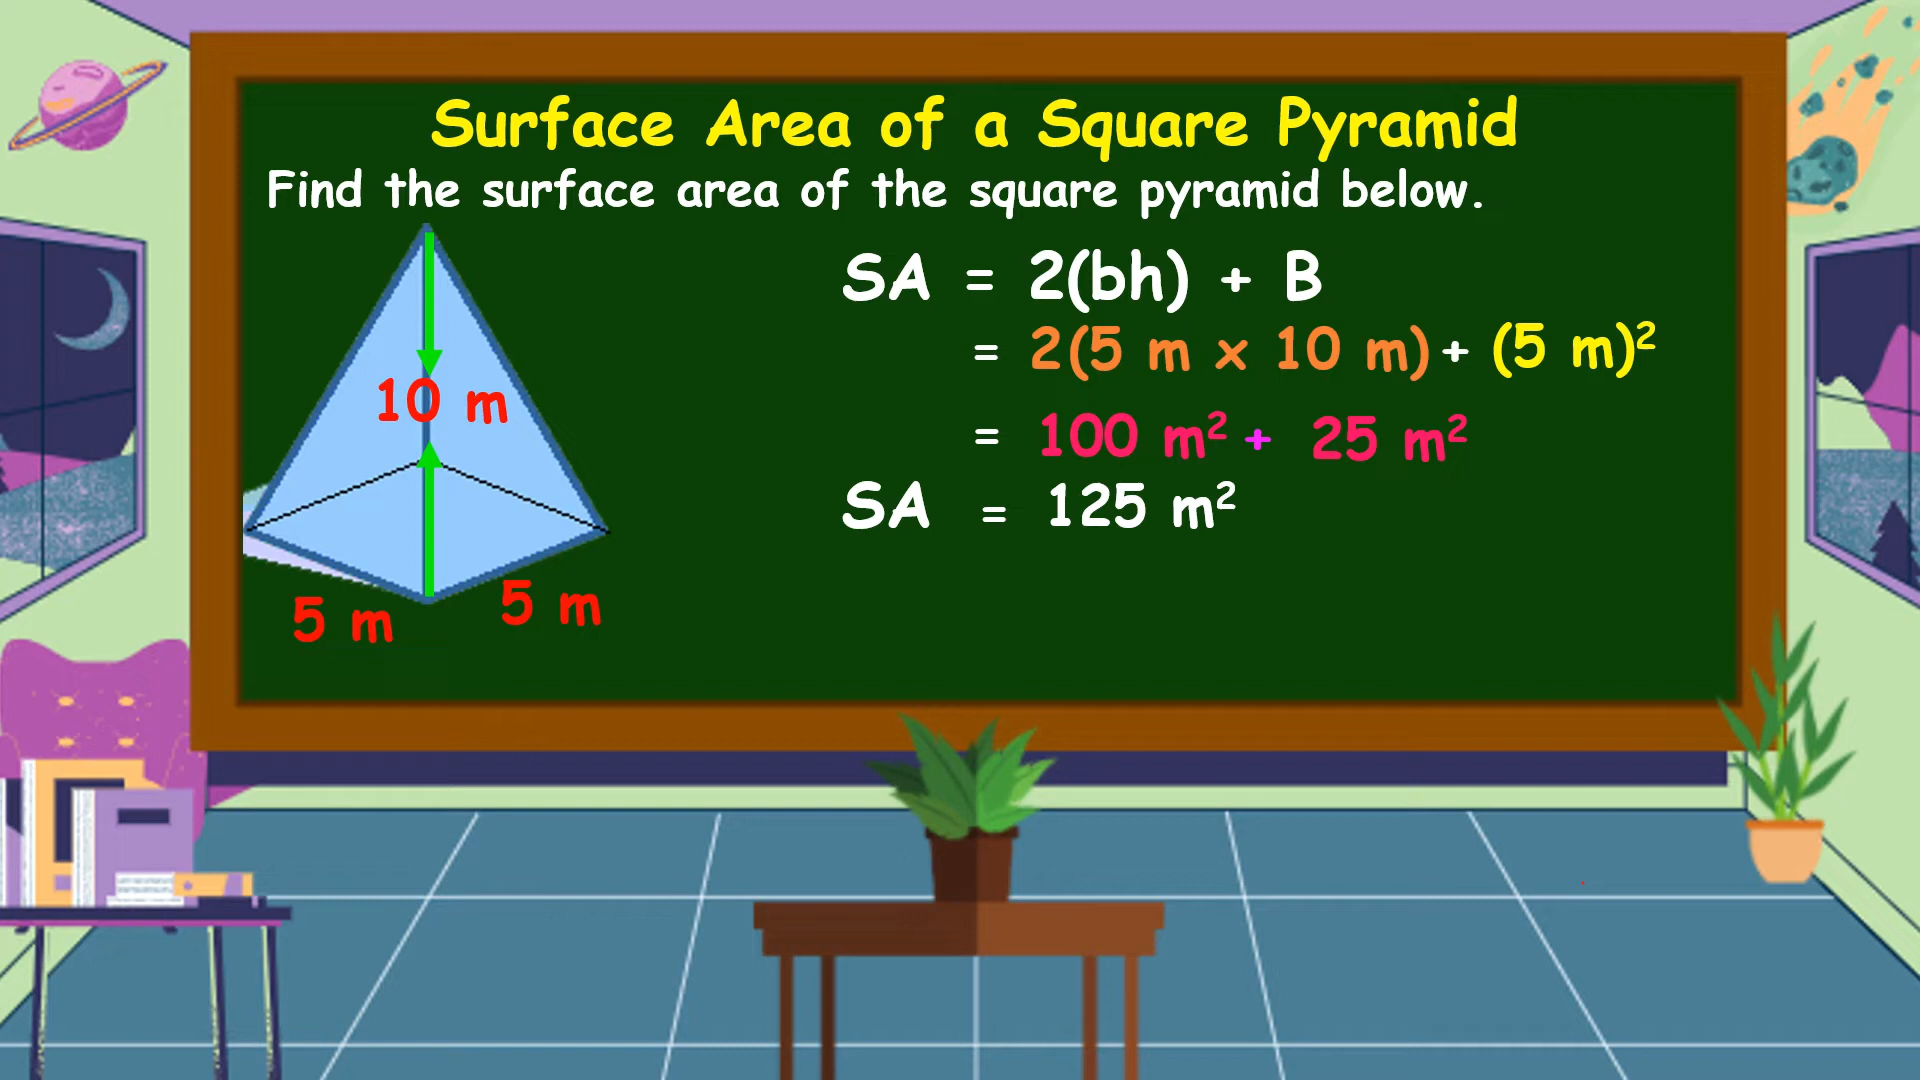 Surface Area of a Square Pyramid
Find the surface area of the square pyramid below.
SA = 2(bh) + B
= 2(5 m x 10 m) + (5 m)²
= 100 m² + 25 m²
SA = 125 m²
10 m
5 m
5 m